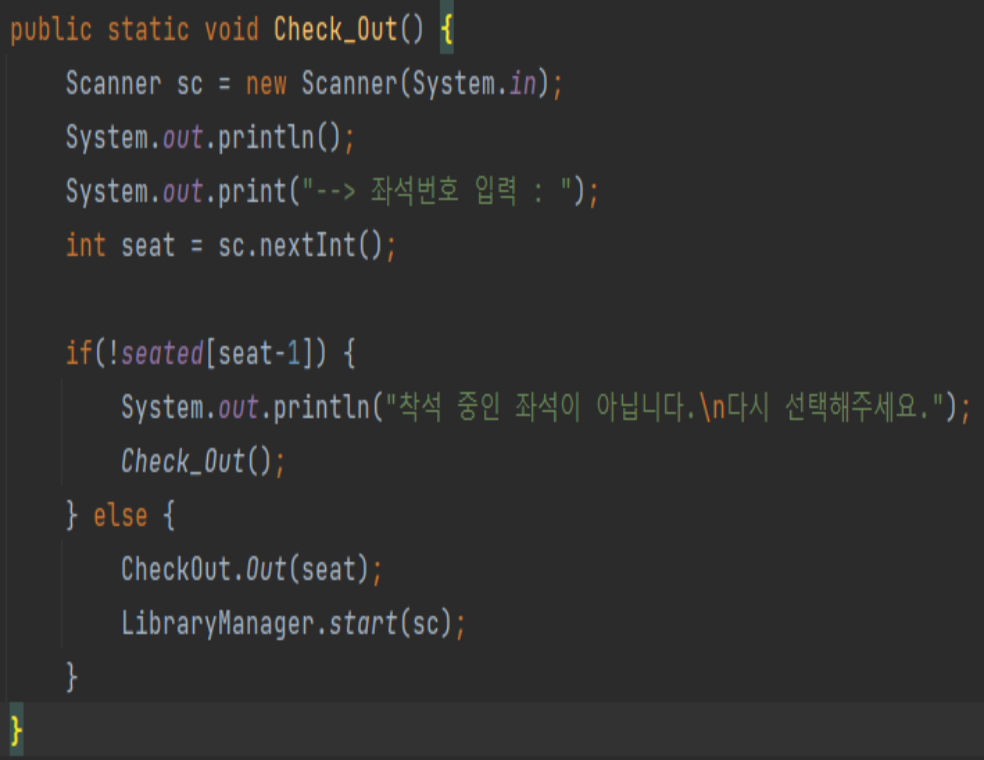 public static void Check_Out() {
    Scanner sc = new Scanner(System.in);
    System.out.println();
    System.out.print("--> 좌석번호 입력 : ");
    int seat = sc.nextInt();
    if(!seated[seat-1]) {
        System.out.println("착석 중인 좌석이 아닙니다.\n다시 선택해주세요.");
        Check_Out();
    } else {
        CheckOut.Out(seat);
        LibraryManager.start(sc);
    }
}